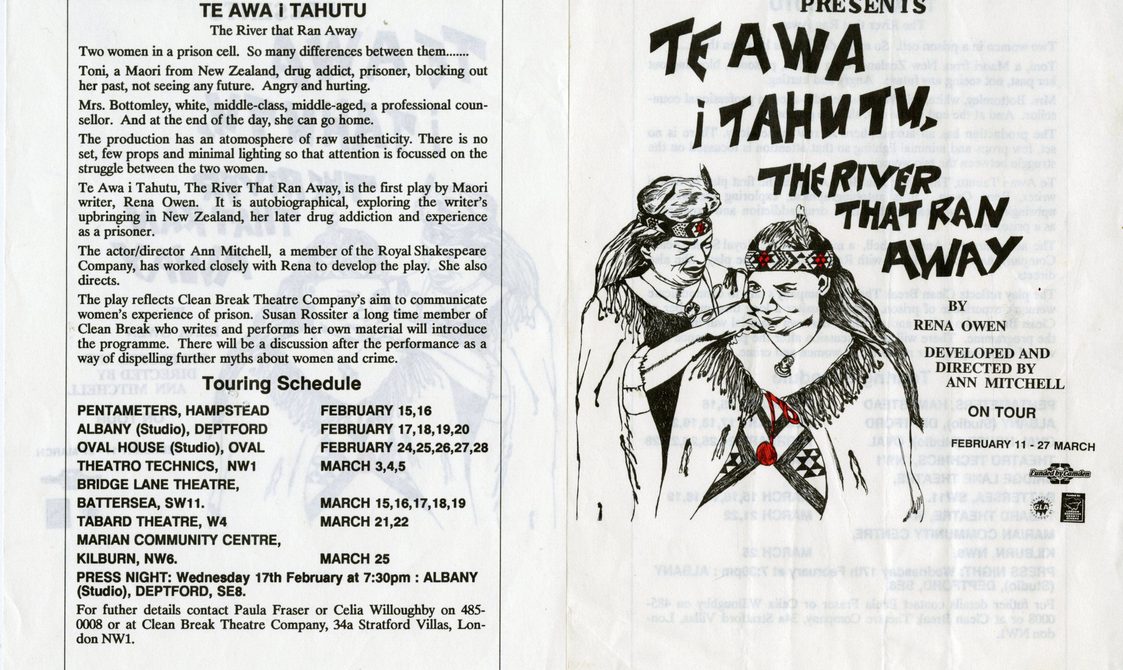 TE AWA i TAHUTU
The River that Ran Away
Two women in a prison cell. So many differences between them.......
Toni, a Maori from New Zealand, drug addict, prisoner, blocking out
her past, not seeing any future. Angry and hurting.
Mrs. Bottomley, white, middle-class, middle-aged, a professional coun-
sellor. And at the end of the day, she can go home.
The production has an atomosphere of raw authenticity. There is no
set, few props and minimal lighting so that attention is focussed on the
struggle between the two women.
Te Awa i Tahutu, The River That Ran Away, is the first play by Maori
writer, Rena Owen. It is autobiographical, exploring the writer's
upbringing in New Zealand, her later drug addiction and experience
as a prisoner.
The actor/director Ann Mitchell, a member of the Royal Shakespeare
Company, has worked closely with Rena to develop the play. She also
directs.
The play reflects Clean Break Theatre Company's aim to communicate
women's experience of prison. Susan Rossiter a long time member of
Clean Break who writes and performs her own material will introduce
the programme. There will be a discussion after the performance as a
way of dispelling further myths about women and crime.
Touring Schedule
PENTAMETERS, HAMPSTEAD FEBRUARY 15,16
ALBANY (Studio), DEPTFORD FEBRUARY 17,18,19,20
OVAL HOUSE (Studio), OVAL FEBRUARY 24,25,26,27,28
THEATRO TECHNICS, NW1 MARCH 3,4,5
BRIDGE LANE THEATRE,
BATTERSEA, SW11. MARCH 15,16,17,18,19
TABARD THEATRE, W4 MARCH 21,22
MARIAN COMMUNITY CENTRE,
KILBURN, NW6. MARCH 25
PRESS NIGHT: Wednesday 17th February at 7:30pm : ALBANY
(Studio), DEPTFORD, SE8.
For futher details contact Paula Fraser or Celia Willoughby on 485-
0008 or at Clean Break Theatre Company, 34a Stratford Villas, Lon-
don NW1.
PRESENTS
TE AWA
i TAHUTU,
THE RIVER
THAT RAN
AWAY
BY
RENA OWEN
DEVELOPED AND
DIRECTED BY
ANN MITCHELL
ON TOUR
FEBRUARY 11 - 27 MARCH
Funded by Camden